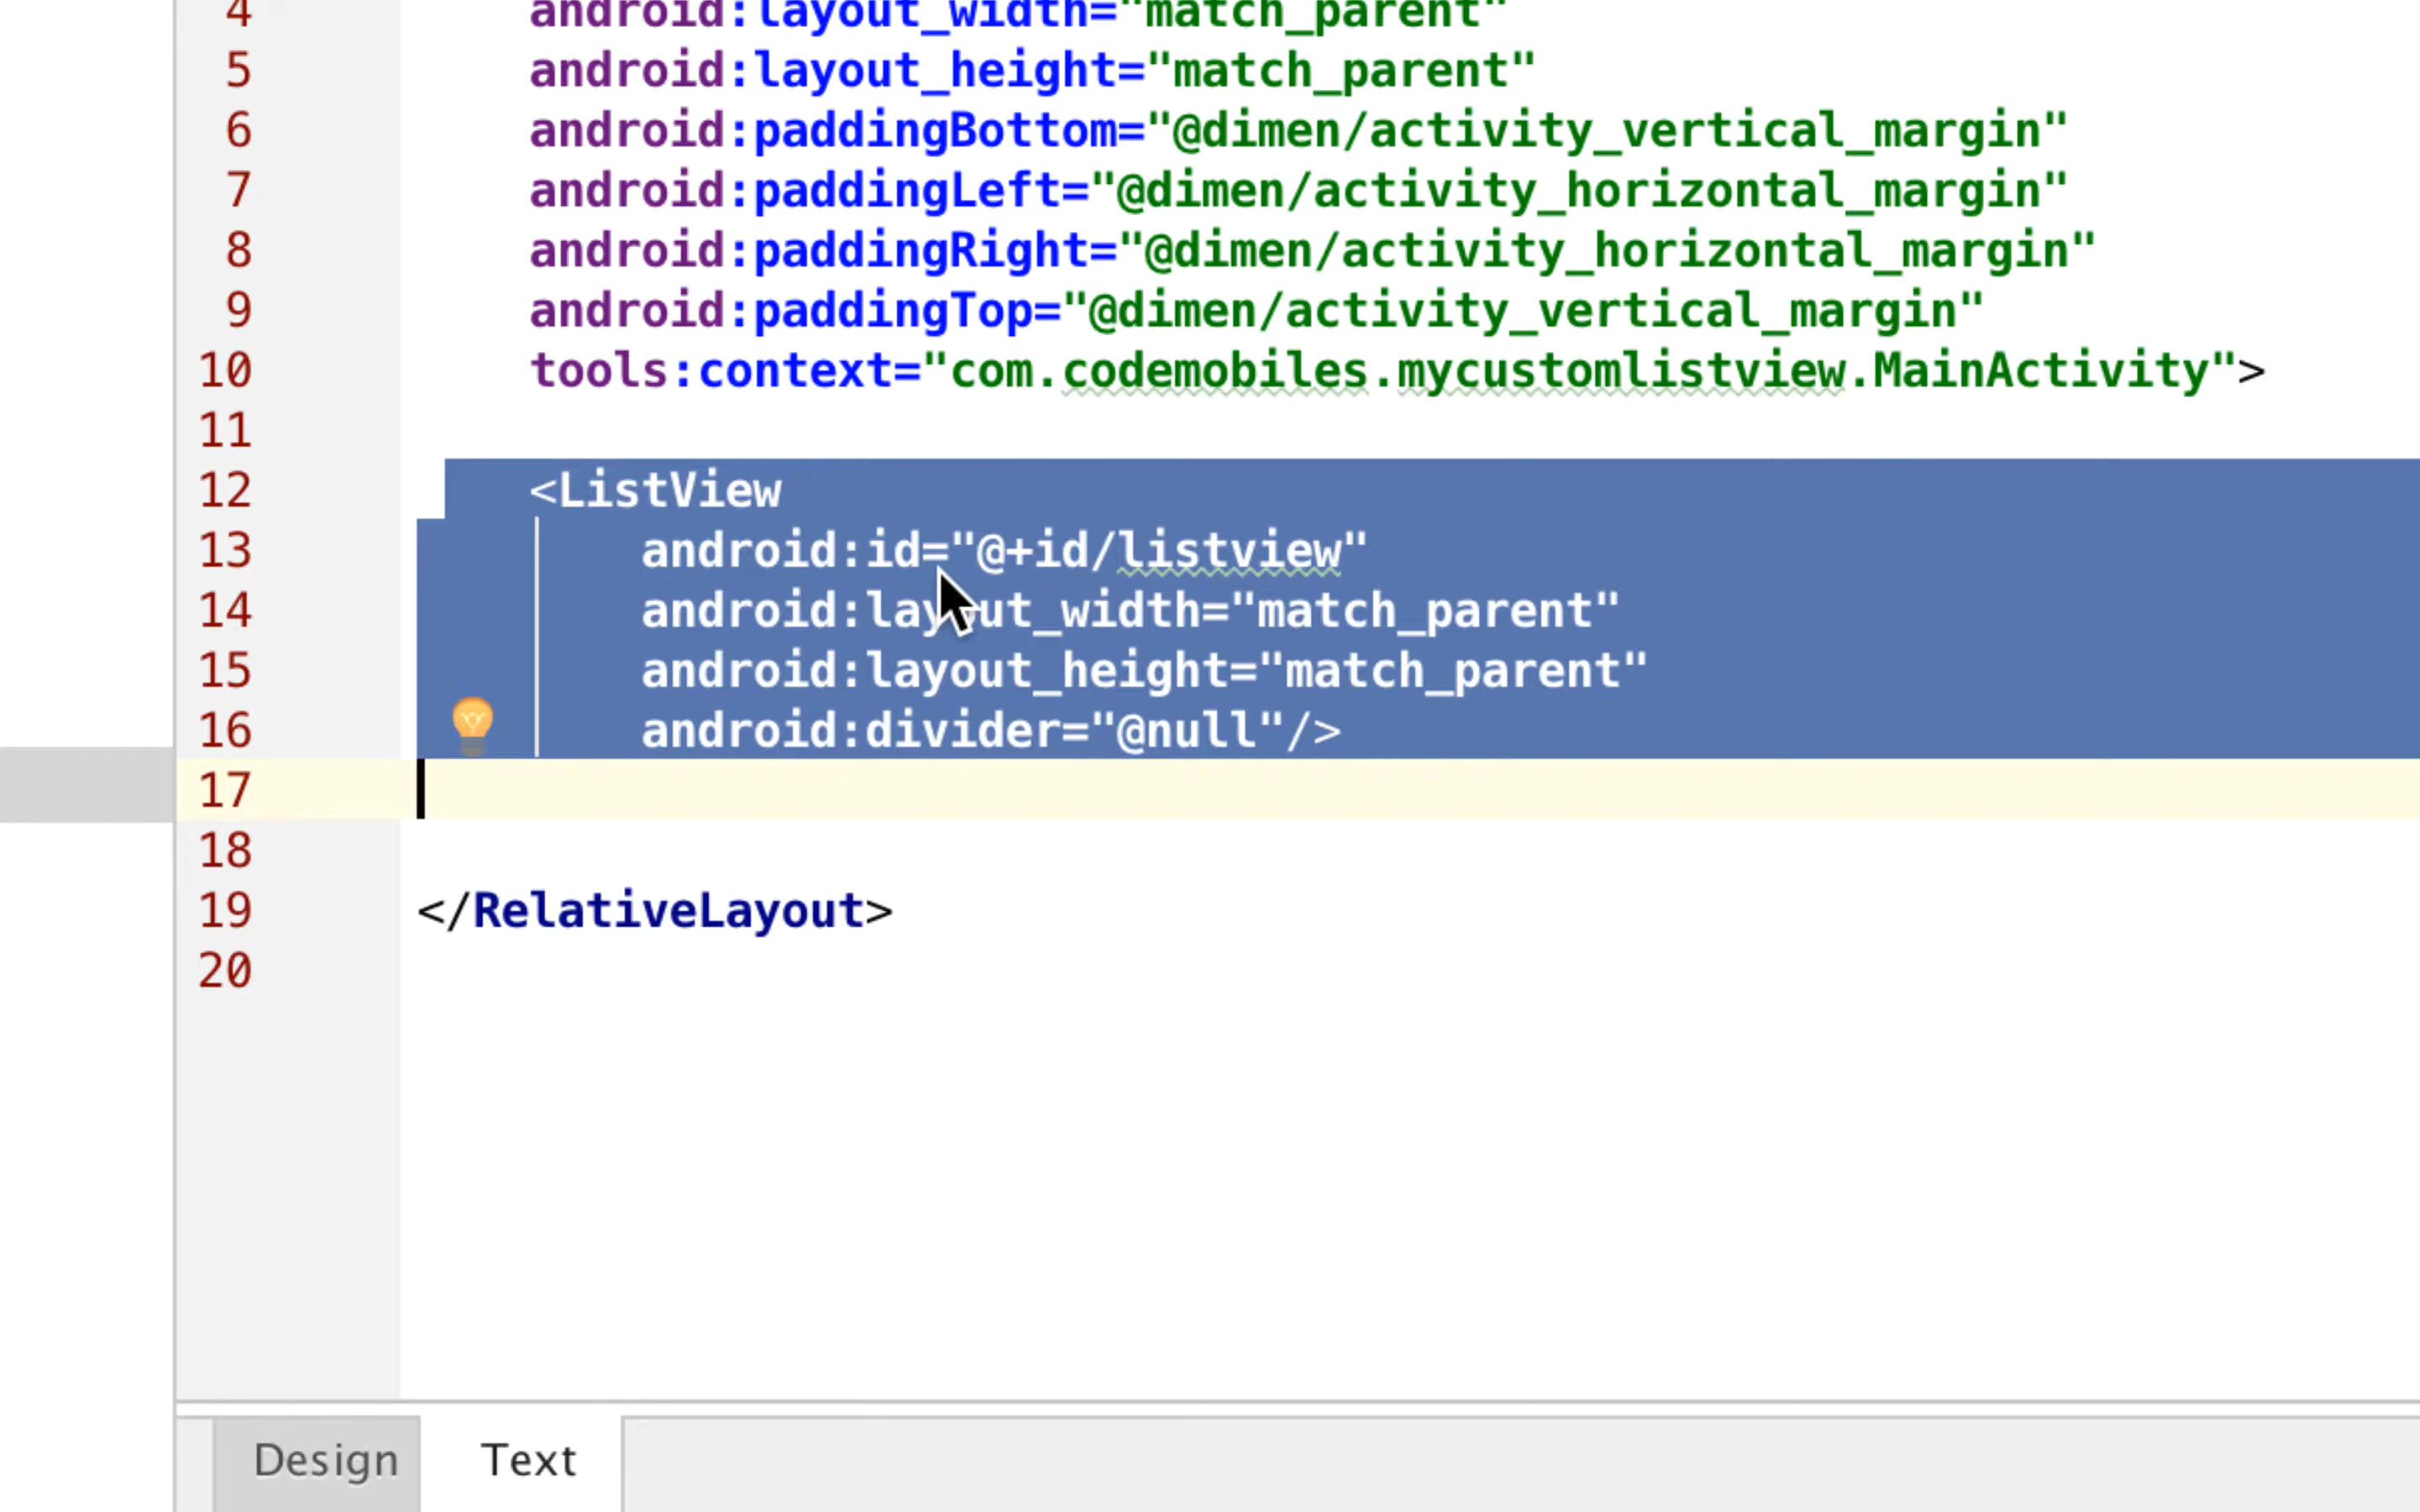 4 android:layout_width="match_parent"
5 android:layout_height="match_parent"
6 android:paddingBottom="@dimen/activity_vertical_margin"
7 android:paddingLeft="@dimen/activity_horizontal_margin"
8 android:paddingRight="@dimen/activity_horizontal_margin"
9 android:paddingTop="@dimen/activity_vertical_margin"
10 tools:context="com.codemobiles.mycustomlistview.MainActivity">
11
12 <ListView
13 android:id="@+id/listview"
14 android:layout_width="match_parent"
15 android:layout_height="match_parent"
16 android:divider="@null"/>
17
18
19 </RelativeLayout>
20
Design Text